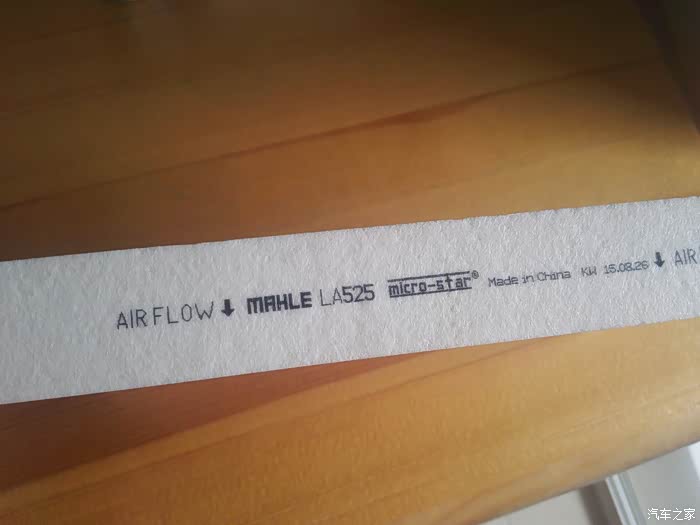 AIR FLOW ↓ MAHLE LA525 micro-star® Made in China KW 15.08.26 ↓ AIR
汽车之家